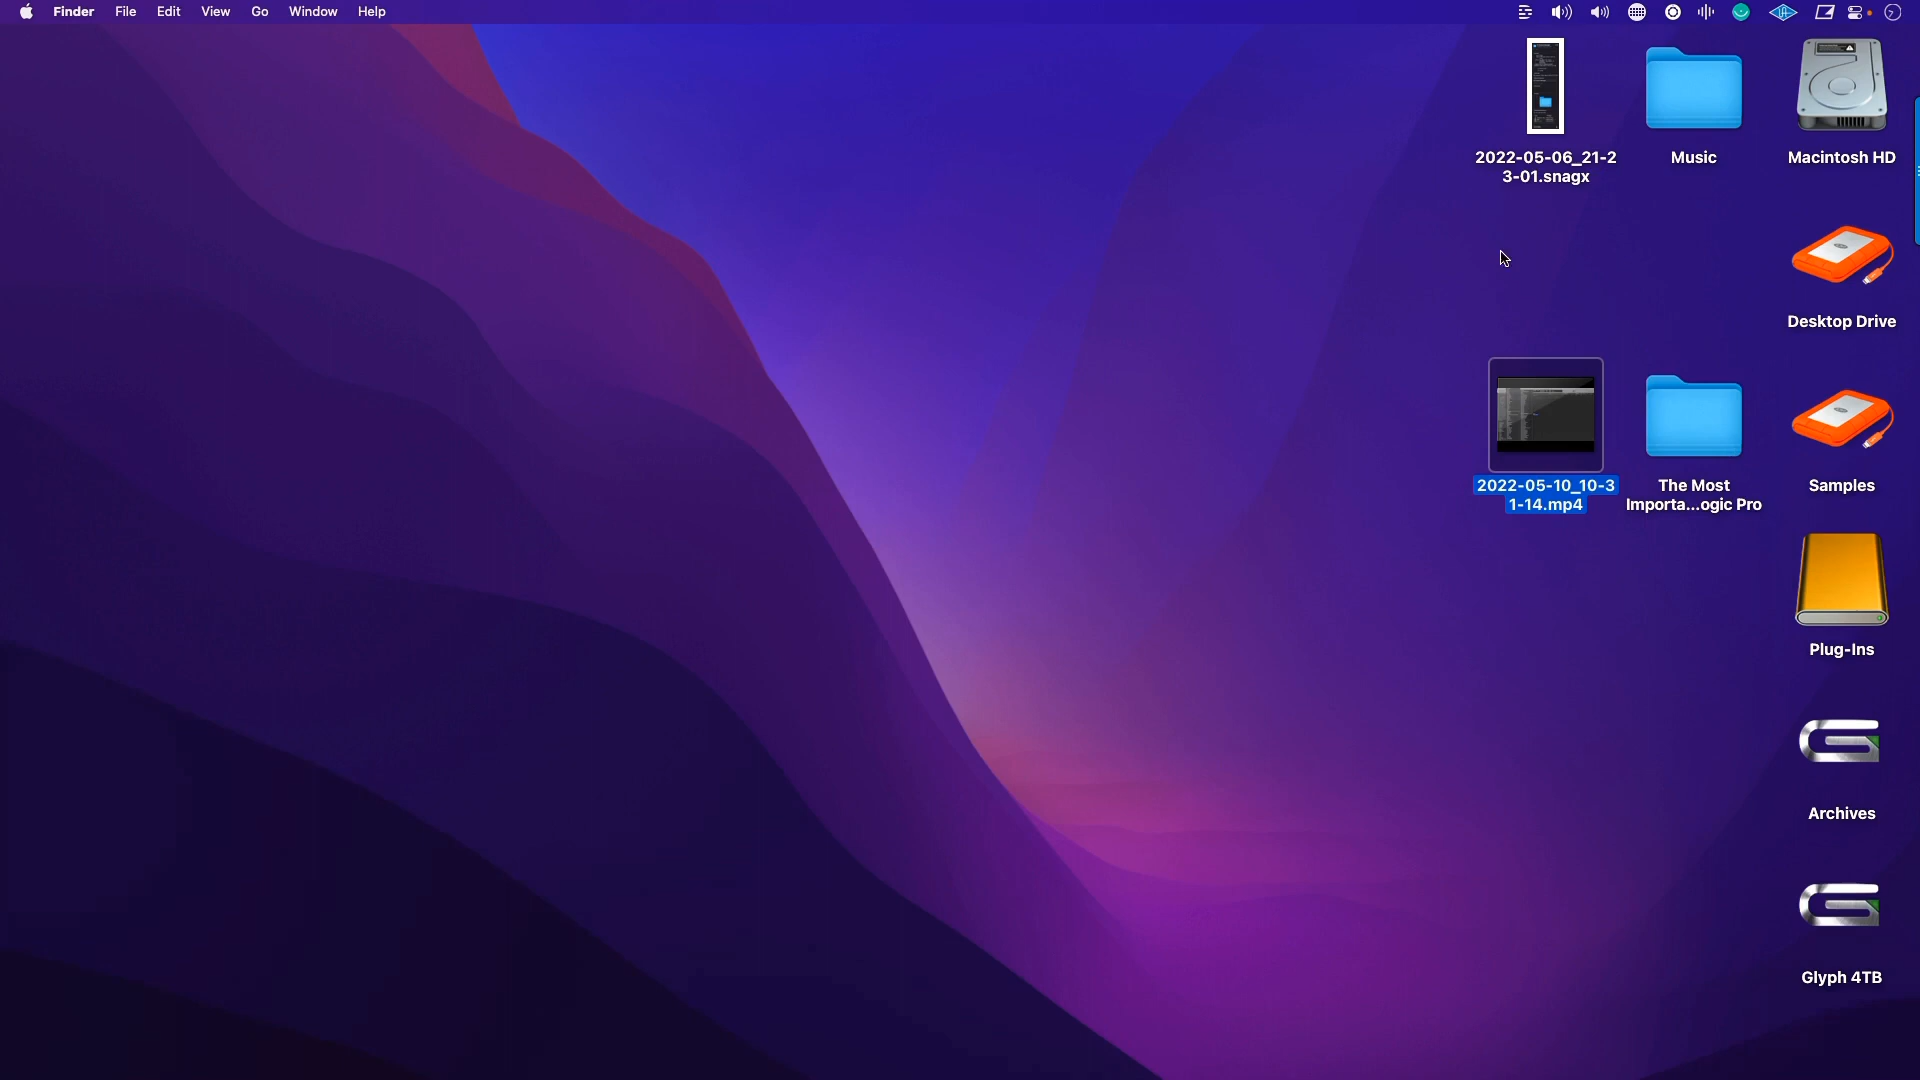 Finder File Edit View Go Window Help
2022-05-06_21-2
3-01.snagx
Music
Macintosh HD
Desktop Drive
2022-05-10_10-3
1-14.mp4
The Most
Importa...ogic Pro
Samples
Plug-Ins
Archives
Glyph 4TB